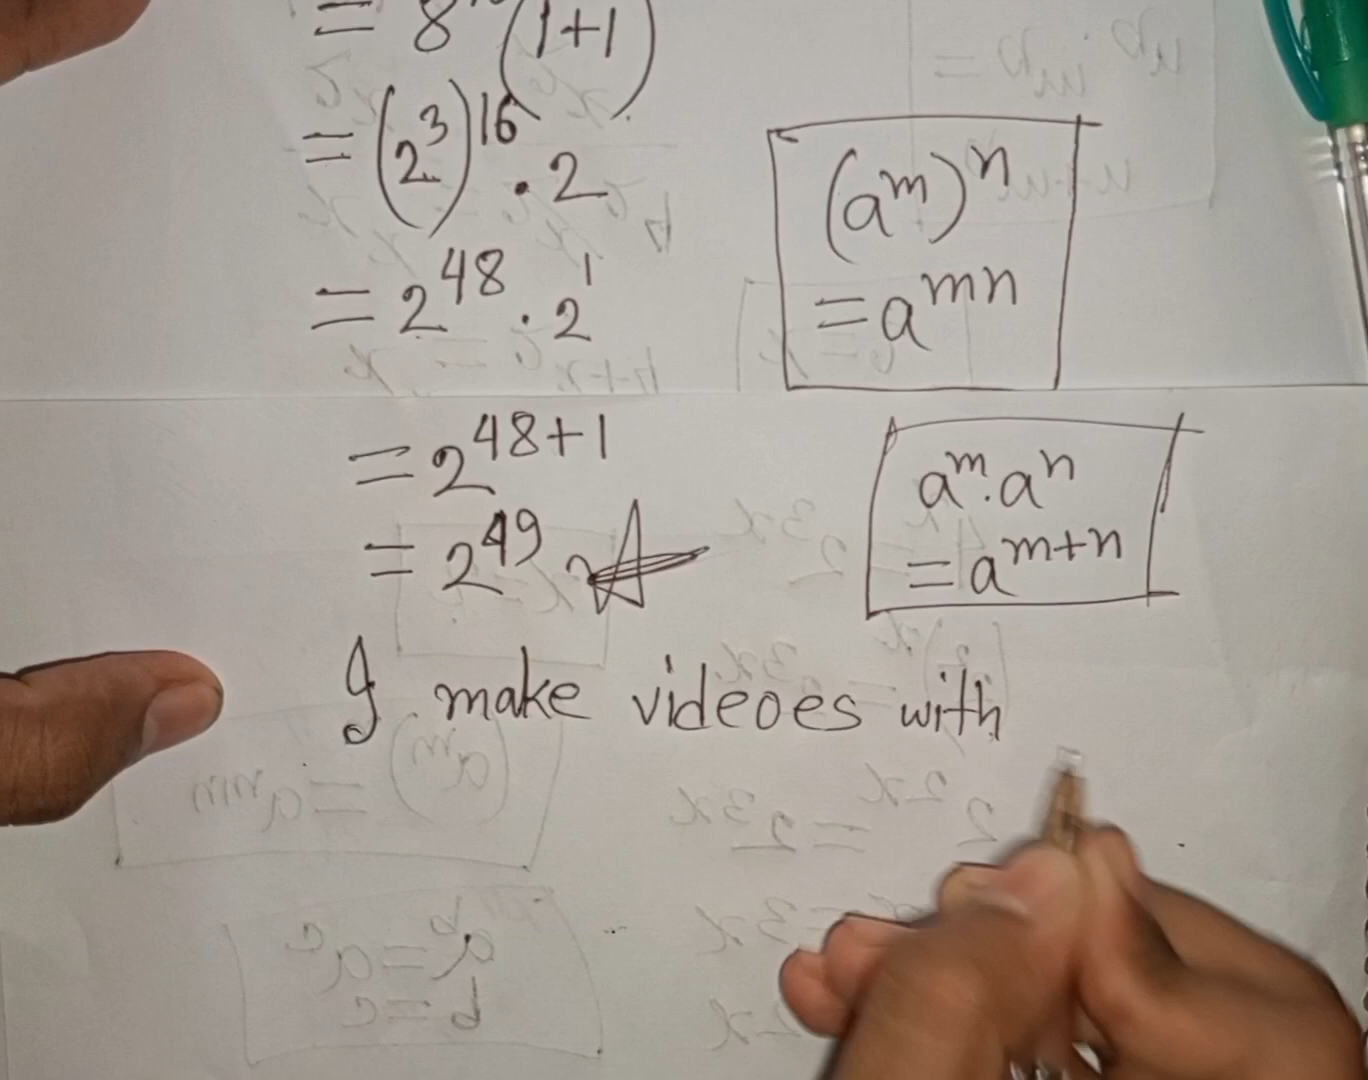 = 8 (1+1)
= (2³)¹⁶ . 2
= 2⁴⁸ . 2¹
(aᵐ)ⁿ
= aᵐⁿ
= 2⁴⁸⁺¹
= 2⁴⁹
aᵐ . aⁿ
= aᵐ⁺ⁿ
I make videoes with